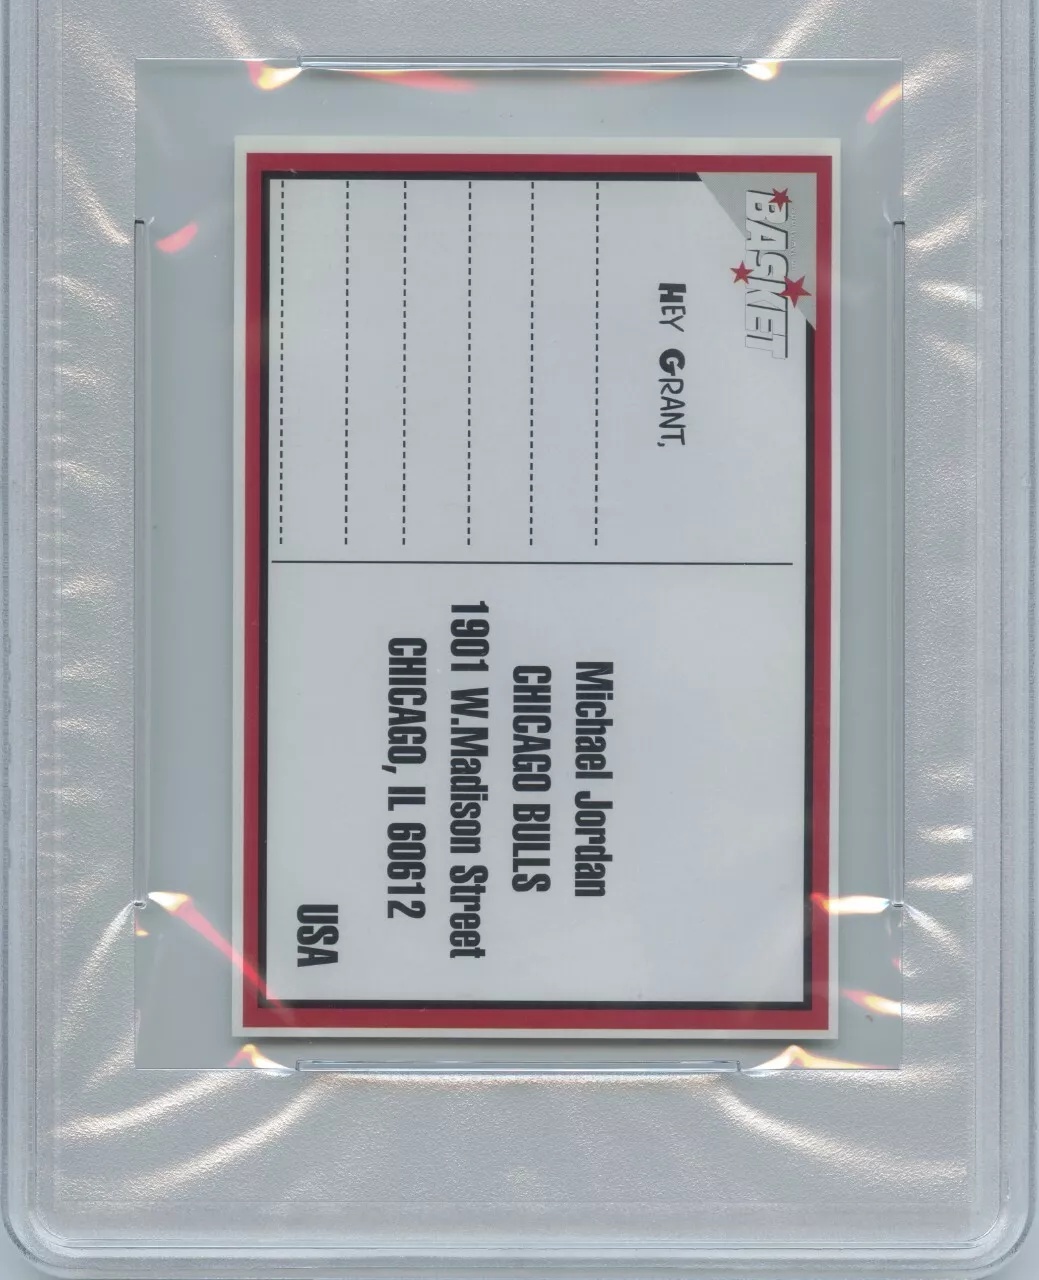 BASKET
HEY GRANT,
Michael Jordan
CHICAGO BULLS
1901 W.Madison Street
CHICAGO, IL 60612
USA